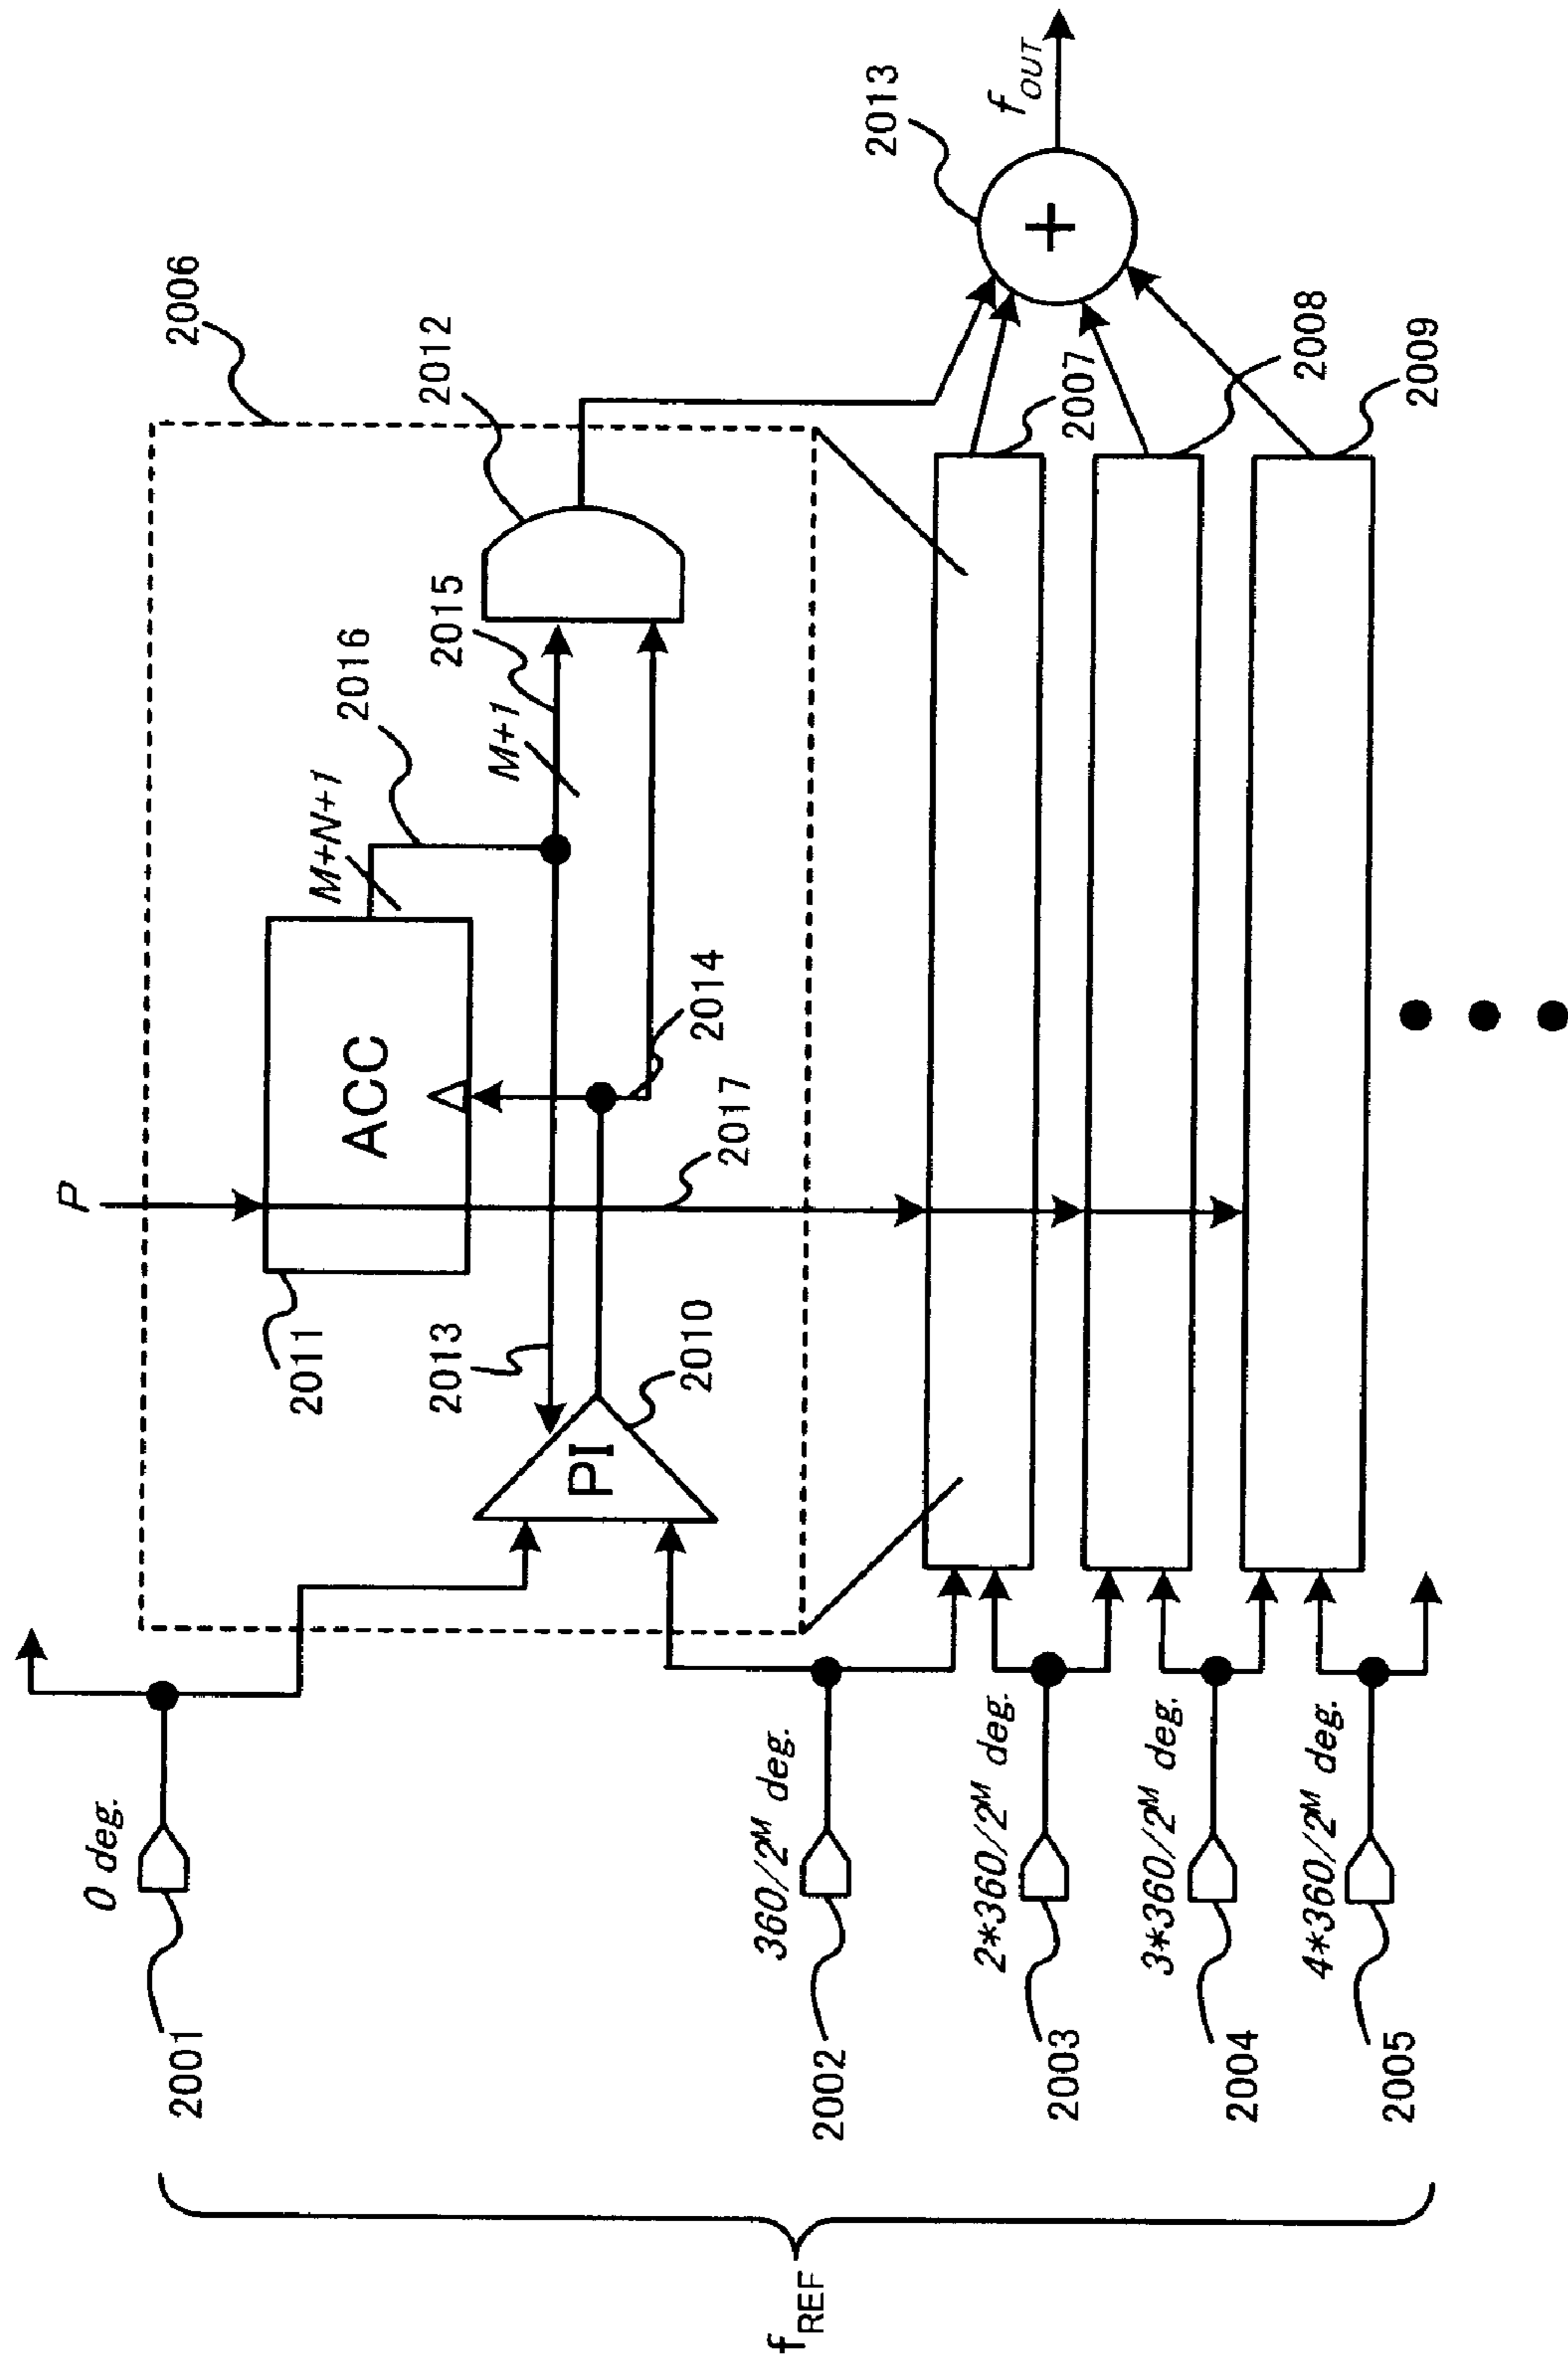 2006
2012
2015
2016
M+1
M+N+1
ACC
P
2011
2013
PI
2010
2014
2017
2013
f OUT
+
2007
2008
2009
0 deg.
2001
360/2^M deg.
2002
2*360/2^M deg.
2003
3*360/2^M deg.
2004
4*360/2^M deg.
2005
f REF